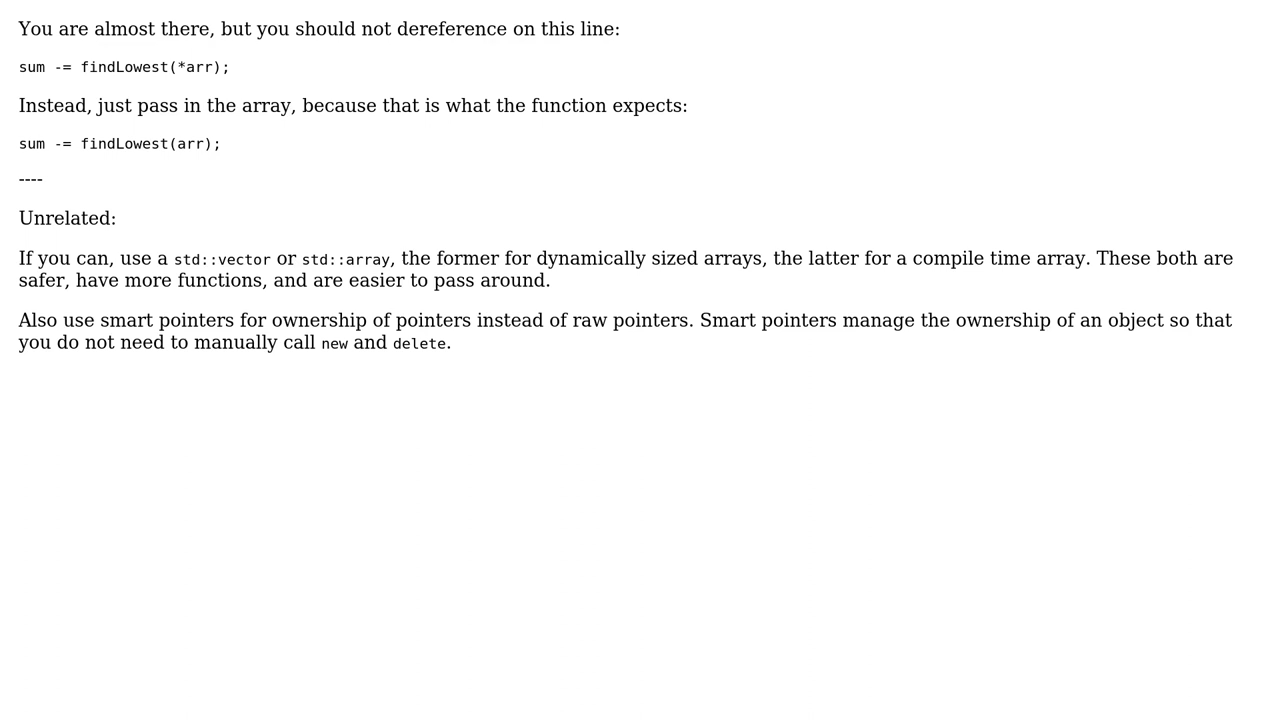 You are almost there, but you should not dereference on this line:
sum -= findLowest(*arr);
Instead, just pass in the array, because that is what the function expects:
sum -= findLowest(arr);
----
Unrelated:
If you can, use a std::vector or std::array, the former for dynamically sized arrays, the latter for a compile time array. These both are
safer, have more functions, and are easier to pass around.
Also use smart pointers for ownership of pointers instead of raw pointers. Smart pointers manage the ownership of an object so that
you do not need to manually call new and delete.